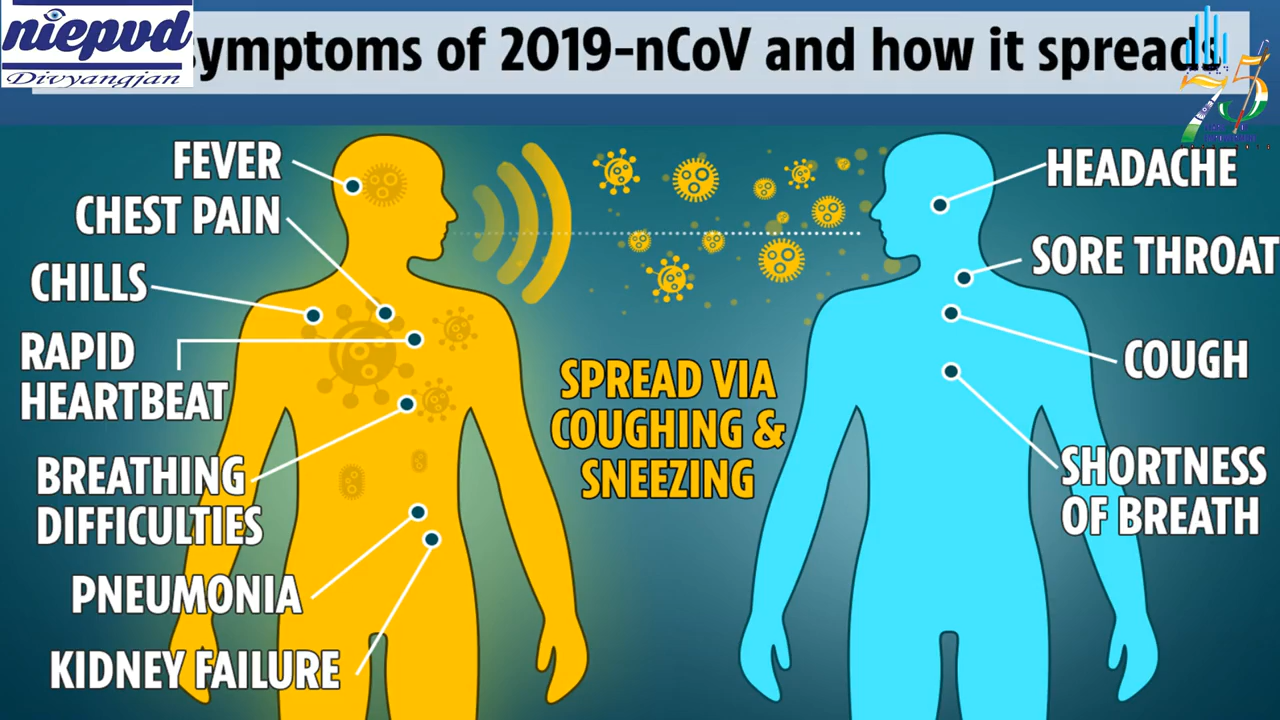 niepvd
Divyangjan
symptoms of 2019-nCoV and how it spreads
75
FEVER
CHEST PAIN
CHILLS
RAPID
HEARTBEAT
BREATHING
DIFFICULTIES
PNEUMONIA
KIDNEY FAILURE
SPREAD VIA
COUGHING &
SNEEZING
HEADACHE
SORE THROAT
COUGH
SHORTNESS
OF BREATH